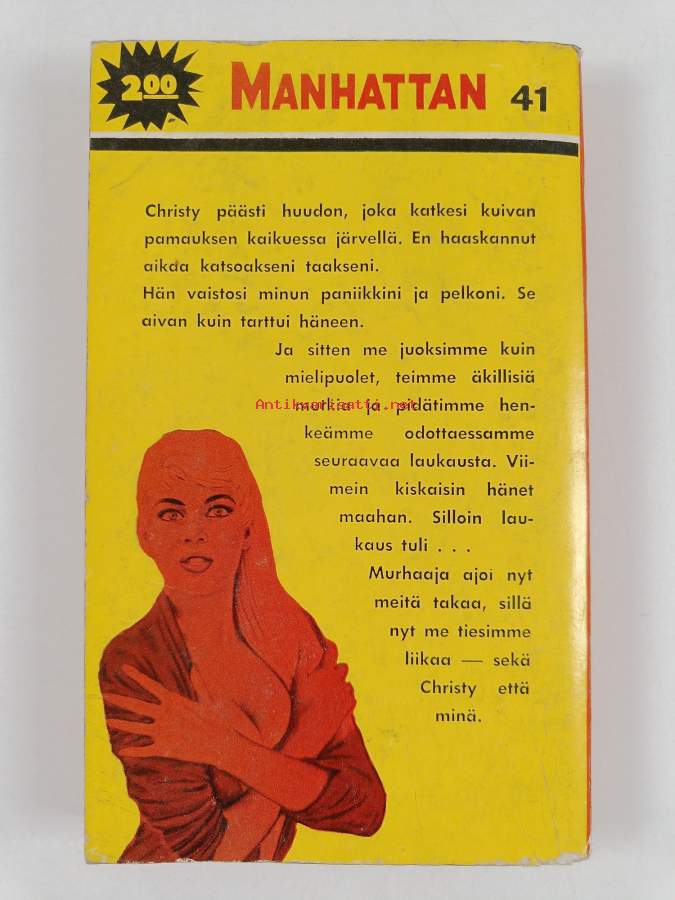 2.00 MANHATTAN 41
Christy päästi huudon, joka katkesi kuivan
pamauksen kaikuessa järvellä. En haaskannut
aikaa katsoakseni taakseni.
Hän vaistosi minun paniikkini ja pelkoni. Se
aivan kuin tarttui häneen.
Ja sitten me juoksimme kuin
mielipuolet, teimme äkillisiä
mutkia ja pidätimme hen-
Antikvariaatti.net
keämme odottaessamme
seuraavaa laukausta. Vii-
mein kiskaisin hänet
maahan. Silloin lau-
kaus tuli . . .
Murhaaja ajoi nyt
meitä takaa, sillä
nyt me tiesimme
liikaa — sekä
Christy että
minä.